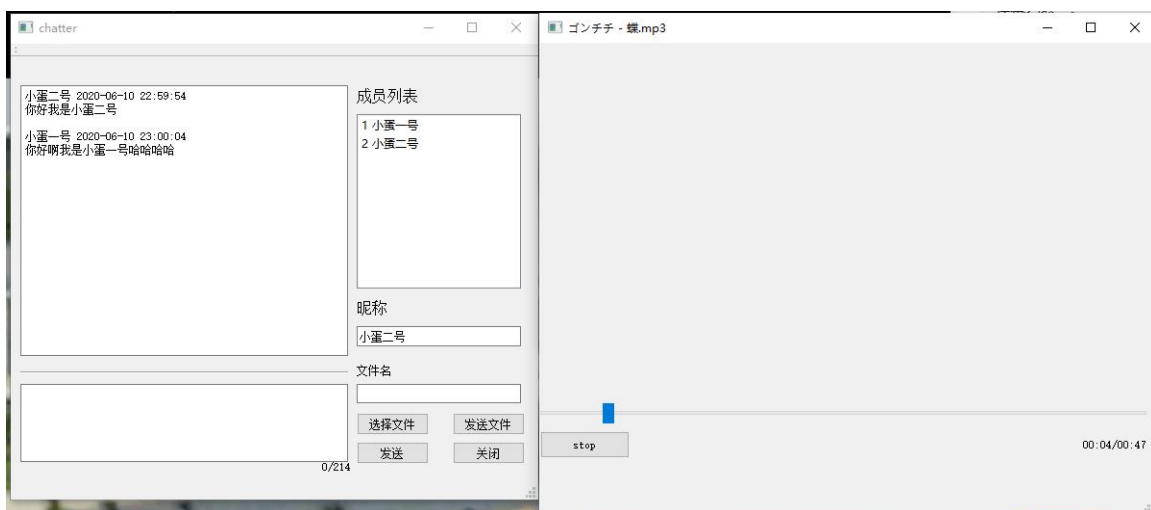 chatter
小蛋二号 2020-06-10 22:59:54
你好我是小蛋二号
小蛋一号 2020-06-10 23:00:04
你好啊我是小蛋一号哈哈哈哈
0/214
成员列表
1 小蛋一号
2 小蛋二号
昵称
小蛋二号
文件名
选择文件
发送文件
发送
关闭
ゴンチチ - 蝶.mp3
stop
00:04/00:47